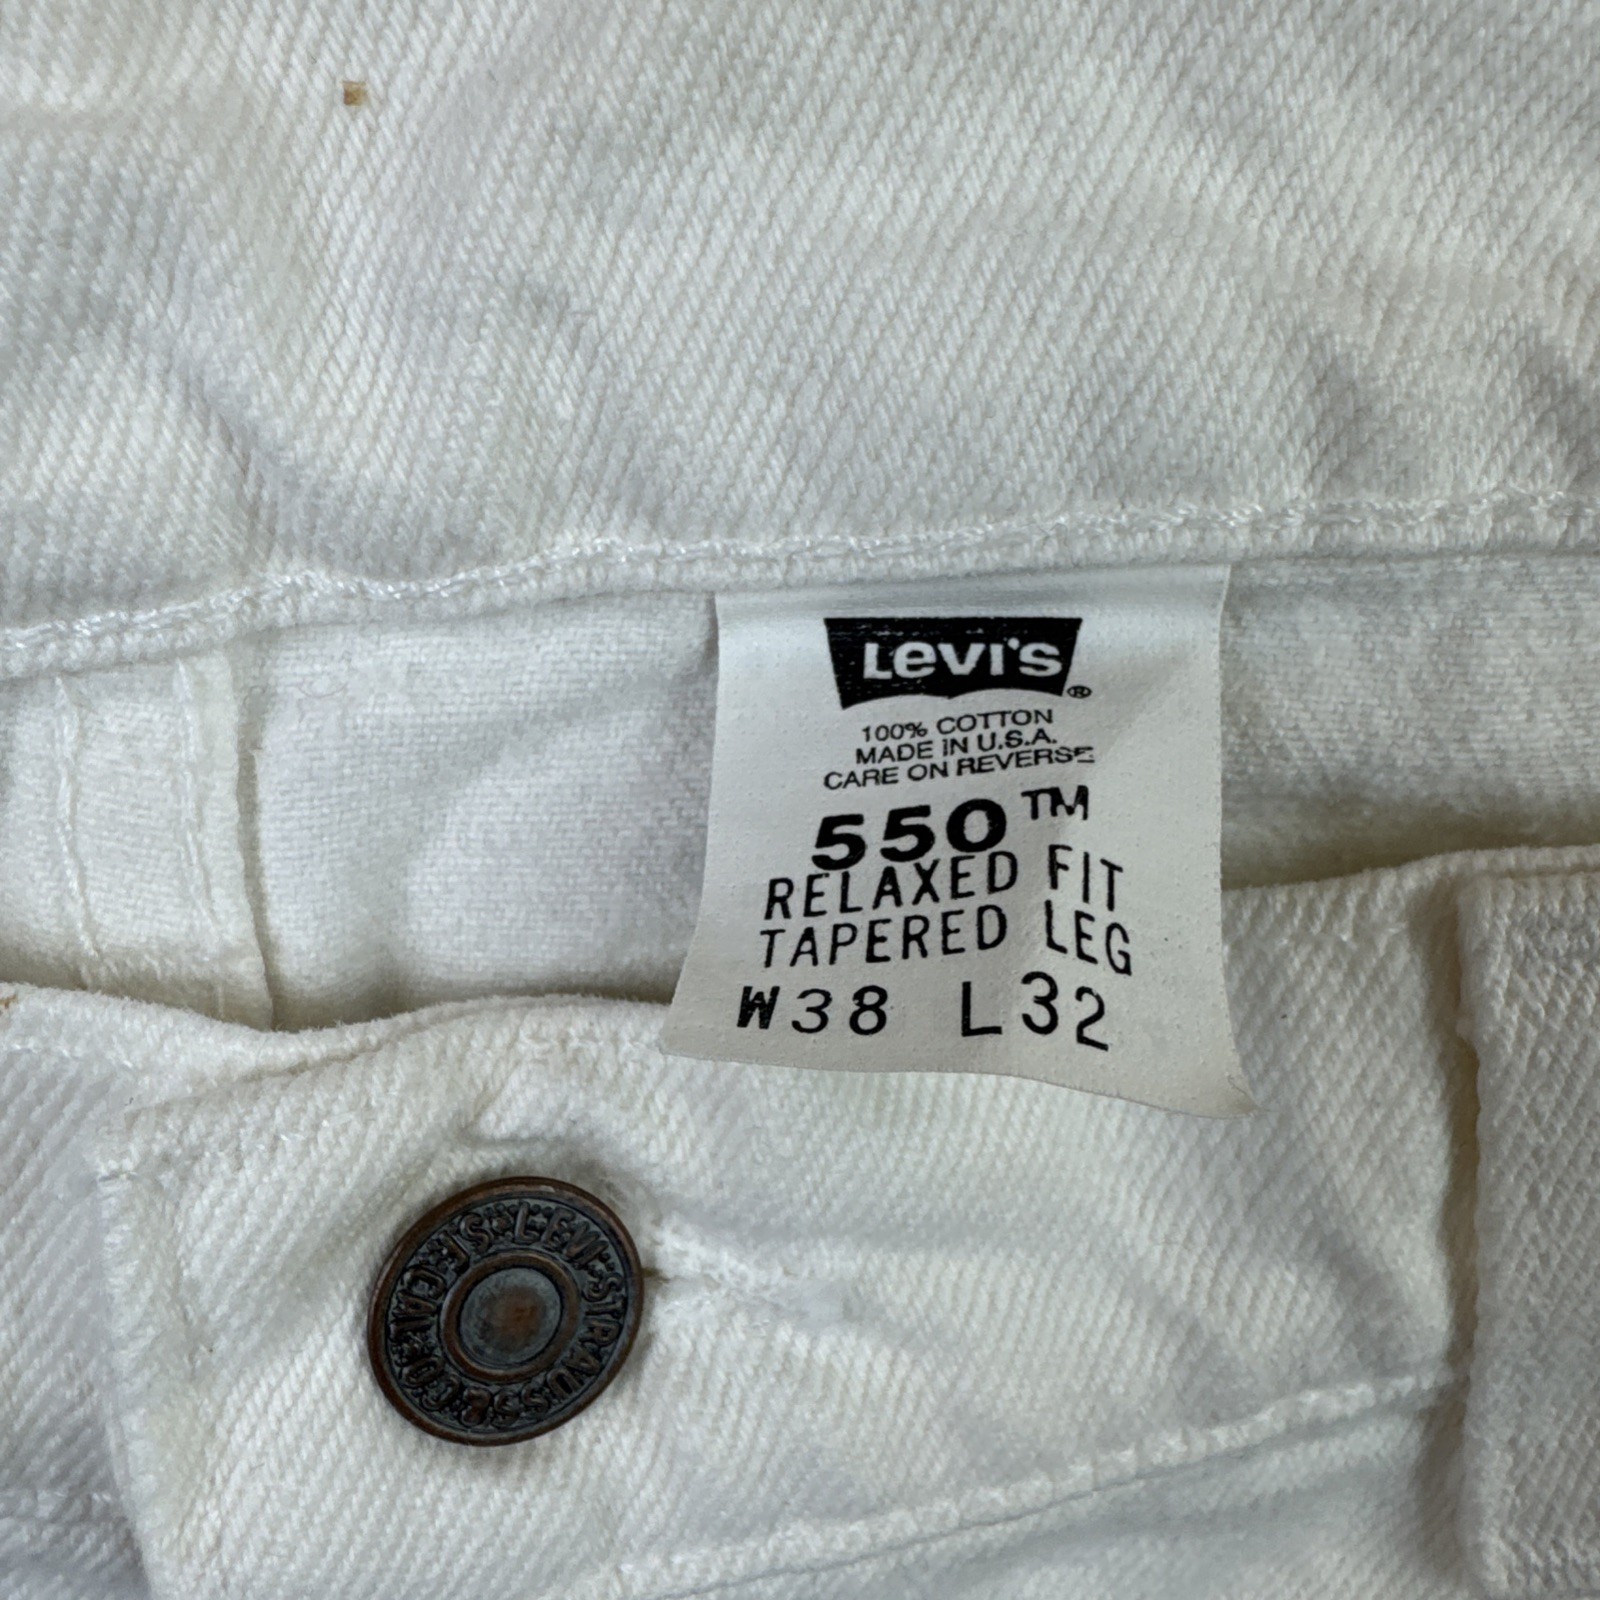 Levi's®
100% COTTON
MADE IN U.S.A.
CARE ON REVERSE
550™
RELAXED FIT
TAPERED LEG
W38 L32
LEVI STRAUSS & CO. S.F. CAL.